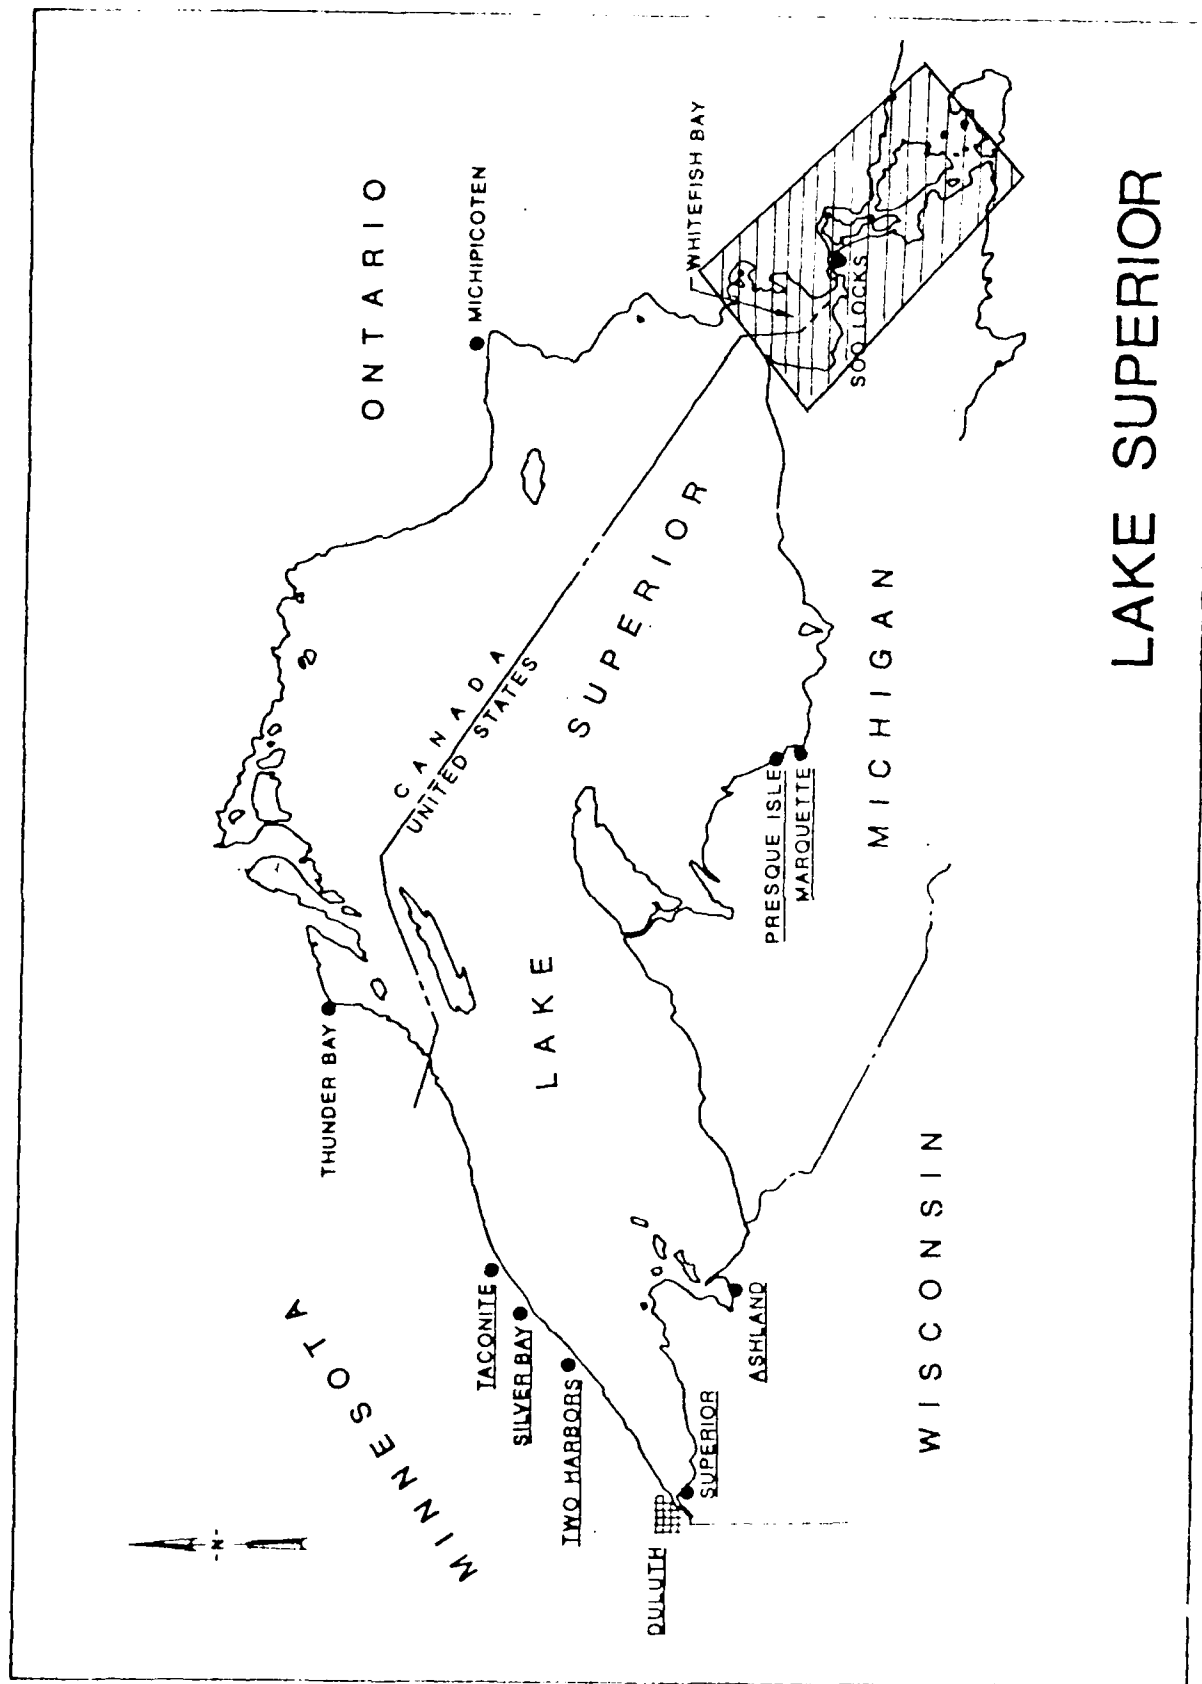 ONTARIO
MICHIPICOTEN
WHITEFISH BAY
SOO LOCKS
THUNDER BAY
CANADA
UNITED STATES
LAKE SUPERIOR
MINNESOTA
TACONITE
SILVER BAY
TWO HARBORS
DULUTH
SUPERIOR
ASHLAND
PRESQUE ISLE
MARQUETTE
MICHIGAN
WISCONSIN
-N-
LAKE SUPERIOR